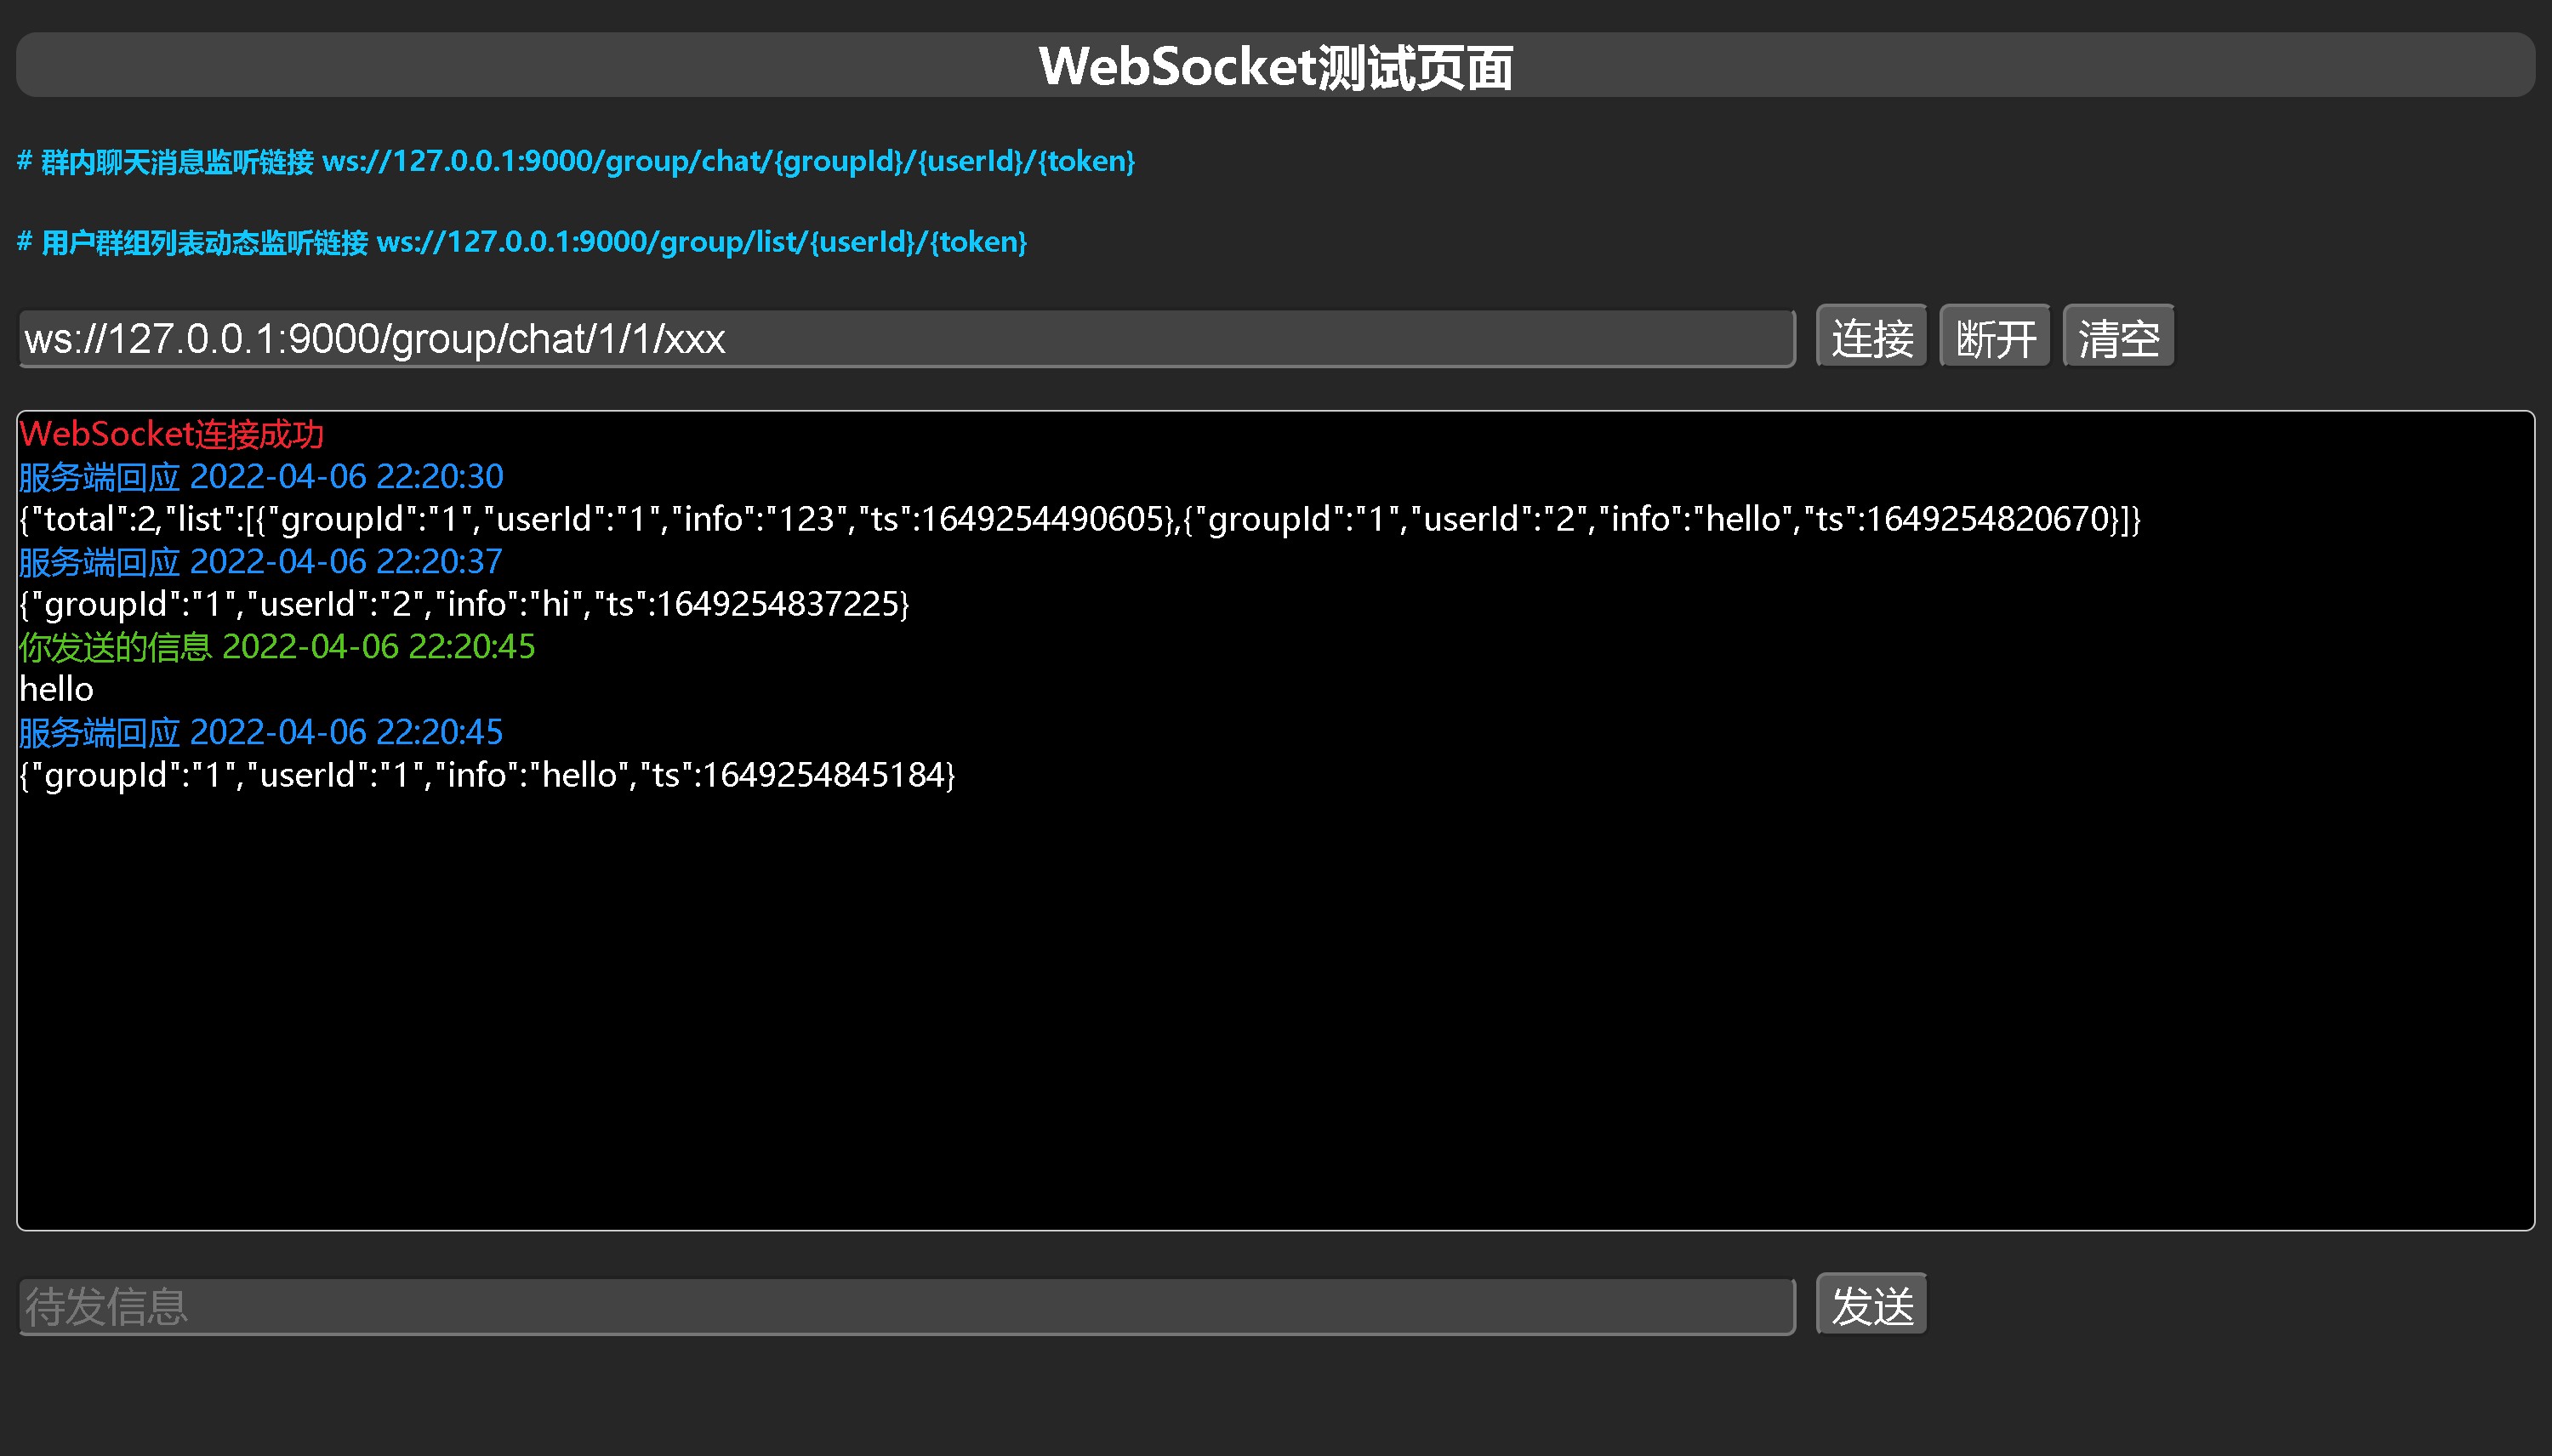 WebSocket测试页面
# 群内聊天消息监听链接 ws://127.0.0.1:9000/group/chat/{groupId}/{userId}/{token}
# 用户群组列表动态监听链接 ws://127.0.0.1:9000/group/list/{userId}/{token}
ws://127.0.0.1:9000/group/chat/1/1/xxx 连接 断开 清空
WebSocket连接成功
服务端回应 2022-04-06 22:20:30
{"total":2,"list":[{"groupId":"1","userId":"1","info":"123","ts":1649254490605},{"groupId":"1","userId":"2","info":"hello","ts":1649254820670}]}
服务端回应 2022-04-06 22:20:37
{"groupId":"1","userId":"2","info":"hi","ts":1649254837225}
你发送的信息 2022-04-06 22:20:45
hello
服务端回应 2022-04-06 22:20:45
{"groupId":"1","userId":"1","info":"hello","ts":1649254845184}
待发信息 发送